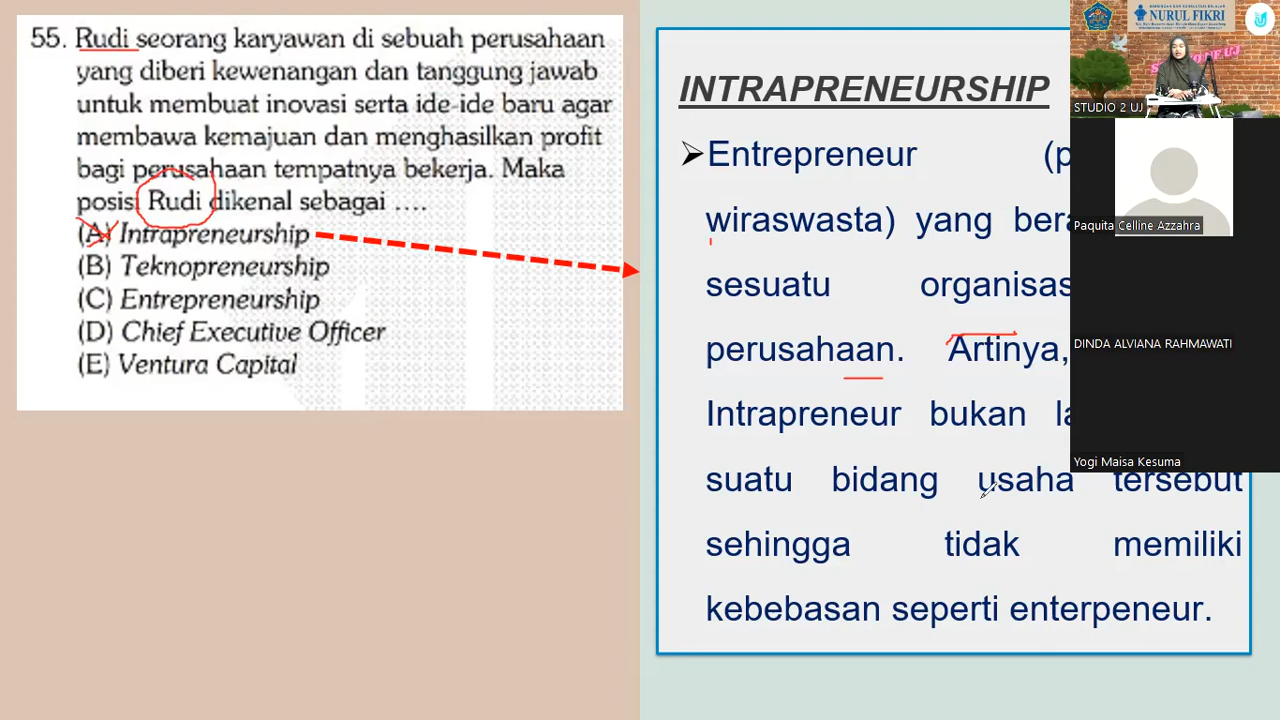 55. Rudi seorang karyawan di sebuah perusahaan
yang diberi kewenangan dan tanggung jawab
untuk membuat inovasi serta ide-ide baru agar
membawa kemajuan dan menghasilkan profit
bagi perusahaan tempatnya bekerja. Maka
posisi Rudi dikenal sebagai ....
(A) Intrapreneurship
(B) Teknopreneurship
(C) Entrepreneurship
(D) Chief Executive Officer
(E) Ventura Capital
INTRAPRENEURSHIP
Entrepreneur (p
wiraswasta) yang bera
sesuatu organisas
perusahaan. Artinya,
Intrapreneur bukan la
suatu bidang usaha tersebut
sehingga tidak memiliki
kebebasan seperti enterpeneur.
NURUL FIKRI
STUDIO 2 UJ
Paquita Celline Azzahra
DINDA ALVIANA RAHMAWATI
Yogi Maisa Kesuma